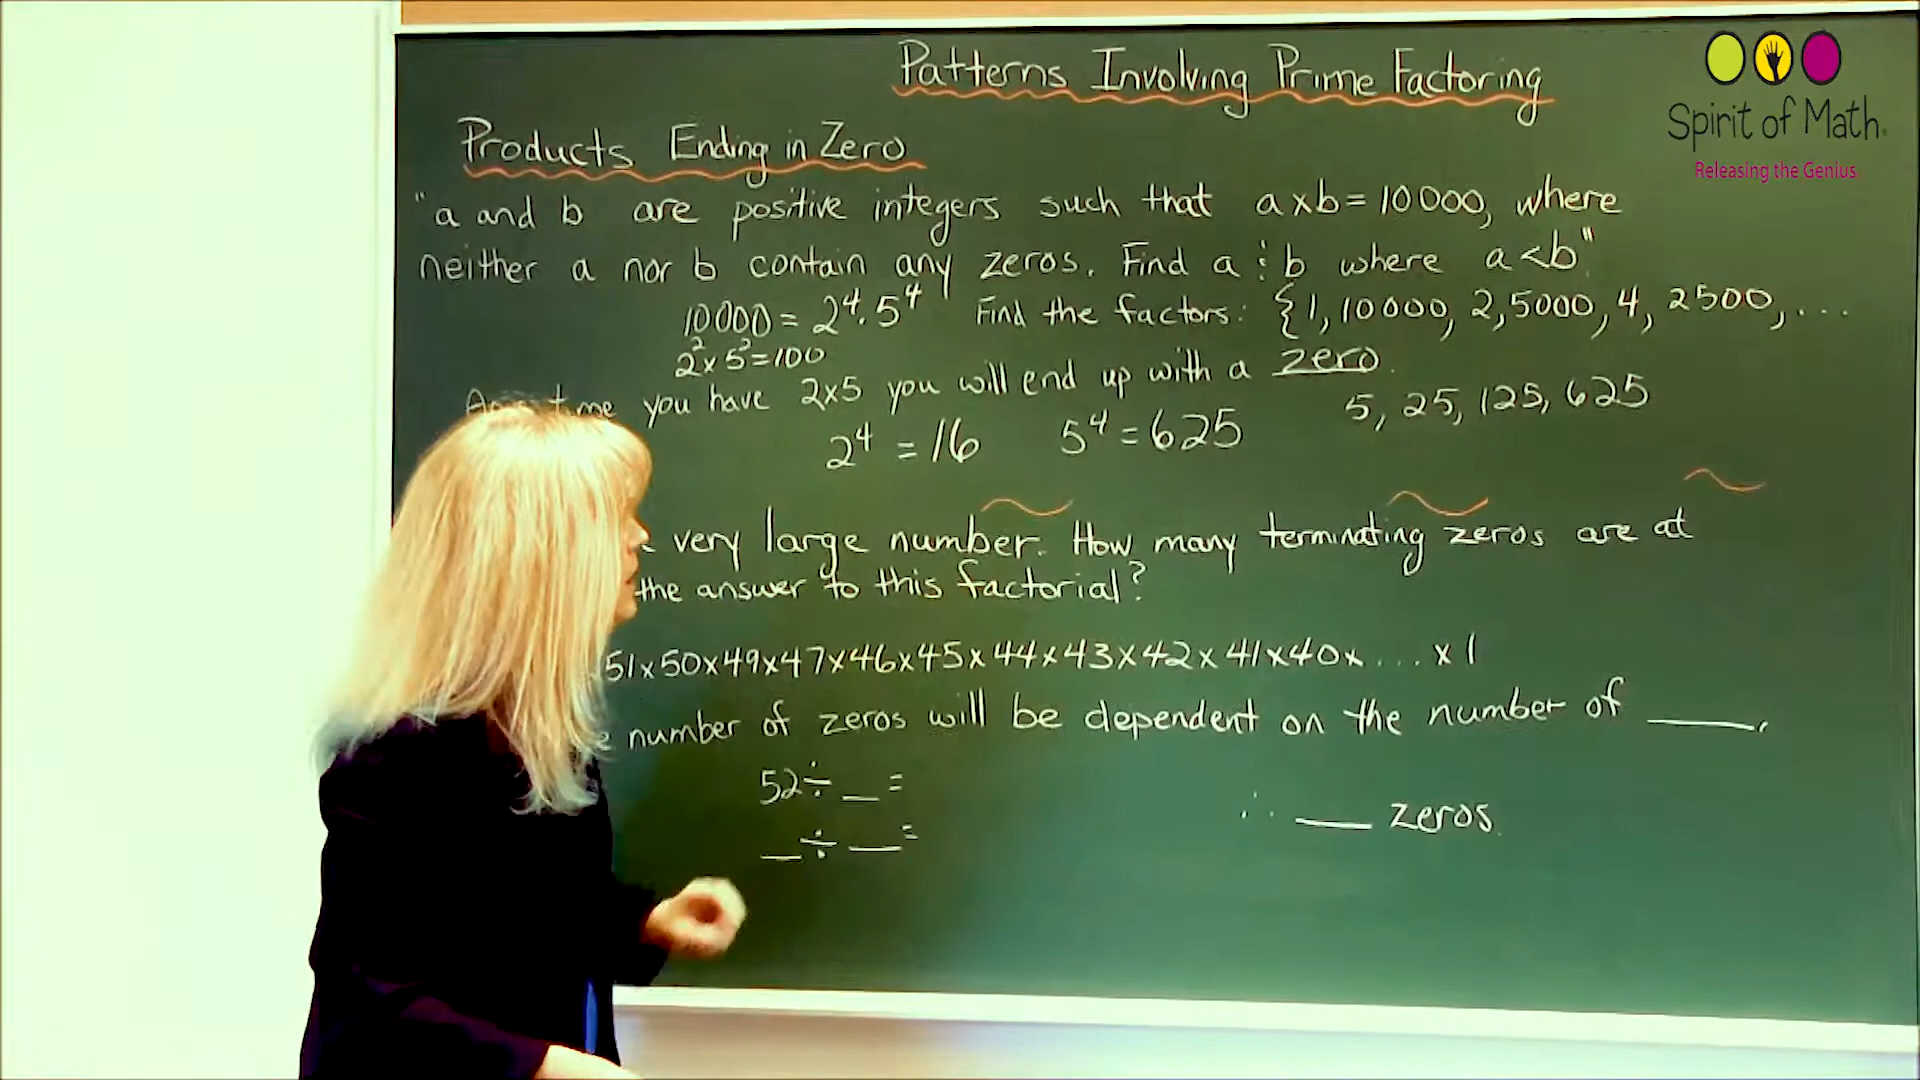 Patterns Involving Prime Factoring
Spirit of Math
Releasing the Genius
Products Ending in Zero
"a and b are positive integers such that a x b = 10000, where
neither a nor b contain any zeros. Find a & b where a < b"
10000 = 2⁴·5⁴ Find the factors: {1, 10000, 2, 5000, 4, 2500, ...
2² x 5² = 100
time you have 2x5 you will end up with a zero.
5, 25, 125, 625
2⁴ = 16 5⁴ = 625
very large number. How many terminating zeros are at
the answer to this factorial?
51x50x49x47x46x45x44x43x42x41x40x....x1
number of zeros will be dependent on the number of ____.
52÷__=
__÷__=
∴ ___ zeros.